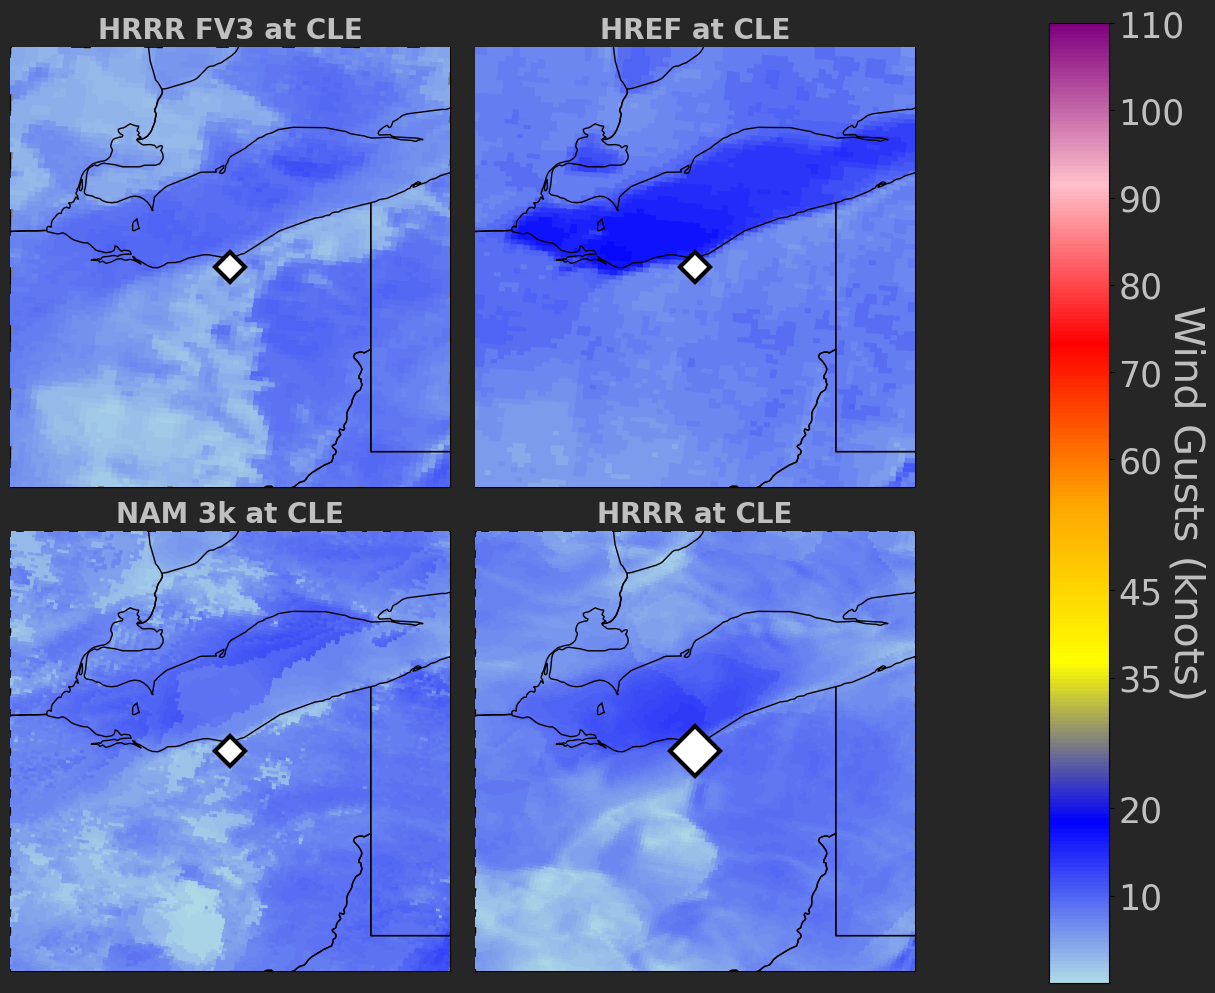 HRRR FV3 at CLE
HREF at CLE
NAM 3k at CLE
HRRR at CLE
110
100
90
80
70
60
45
35
20
10
Wind Gusts (knots)